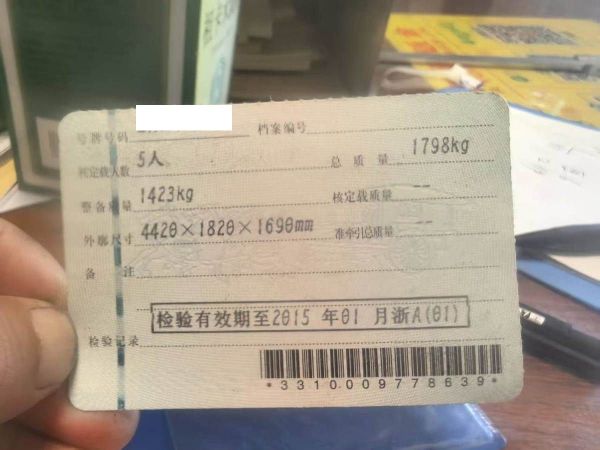 号牌号码 档案编号
核定载人数 5人 总质量 1798kg
整备质量 1423kg 核定载质量 --
外廓尺寸 4420×1820×1690mm 准牵引总质量 --
备注
检验有效期至2015年01月浙A(01)
检验记录
*3310009778639*